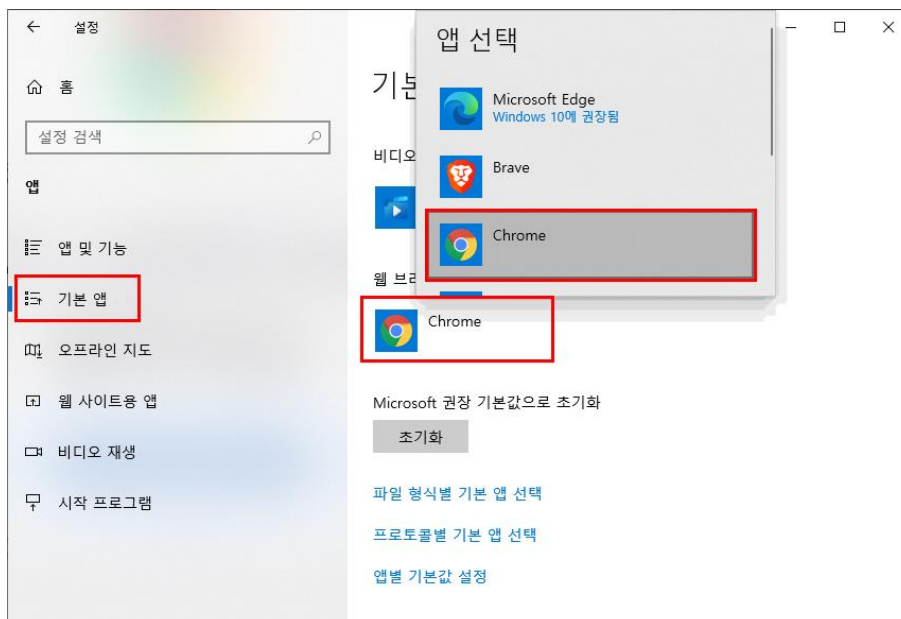 설정
홈
설정 검색
앱
앱 및 기능
기본 앱
오프라인 지도
웹 사이트용 앱
비디오 재생
시작 프로그램
앱 선택
Microsoft Edge
Windows 10에 권장됨
Brave
Chrome
기본
비디오
웹 브
Chrome
Microsoft 권장 기본값으로 초기화
초기화
파일 형식별 기본 앱 선택
프로토콜별 기본 앱 선택
앱별 기본값 설정